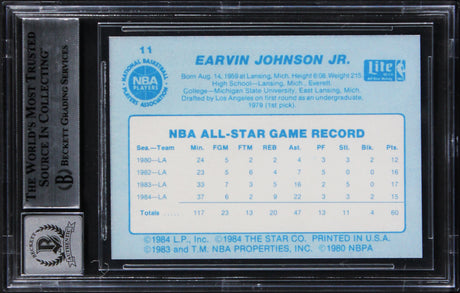 THE WORLD'S MOST TRUSTED
SOURCE IN COLLECTING™
BECKETT GRADING SERVICES
BECKETT
11
EARVIN JOHNSON JR.
NATIONAL BASKETBALL
NBA
PLAYERS
PLAYERS ASSOCIATION
Born Aug. 14, 1959 at Lansing, Mich. Height 6:08. Weight 215.
High School—Lansing, Mich., Everett.
College—Michigan State University, East Lansing, Mich.
Drafted by Los Angeles on first round as an undergraduate,
1979 (1st pick).
Lite
NBA ALL-STAR GAME RECORD
Sea.—Team Min. FGM FTM REB Ast. PF Stl. Blk. Pts.
1980—LA 24 5 2 2 4 3 3 2 12
1982—LA 23 5 6 4 7 5 0 0 16
1983—LA 33 7 3 5 16 2 5 0 17
1984—LA 37 6 2 9 22 3 3 2 15
Totals 117 23 13 20 47 13 11 4 60
©1984 L.P., Inc. ©1984 THE STAR CO. PRINTED IN U.S.A.
©1983 and T.M. NBA PROPERTIES, INC. ©1980 NBPA